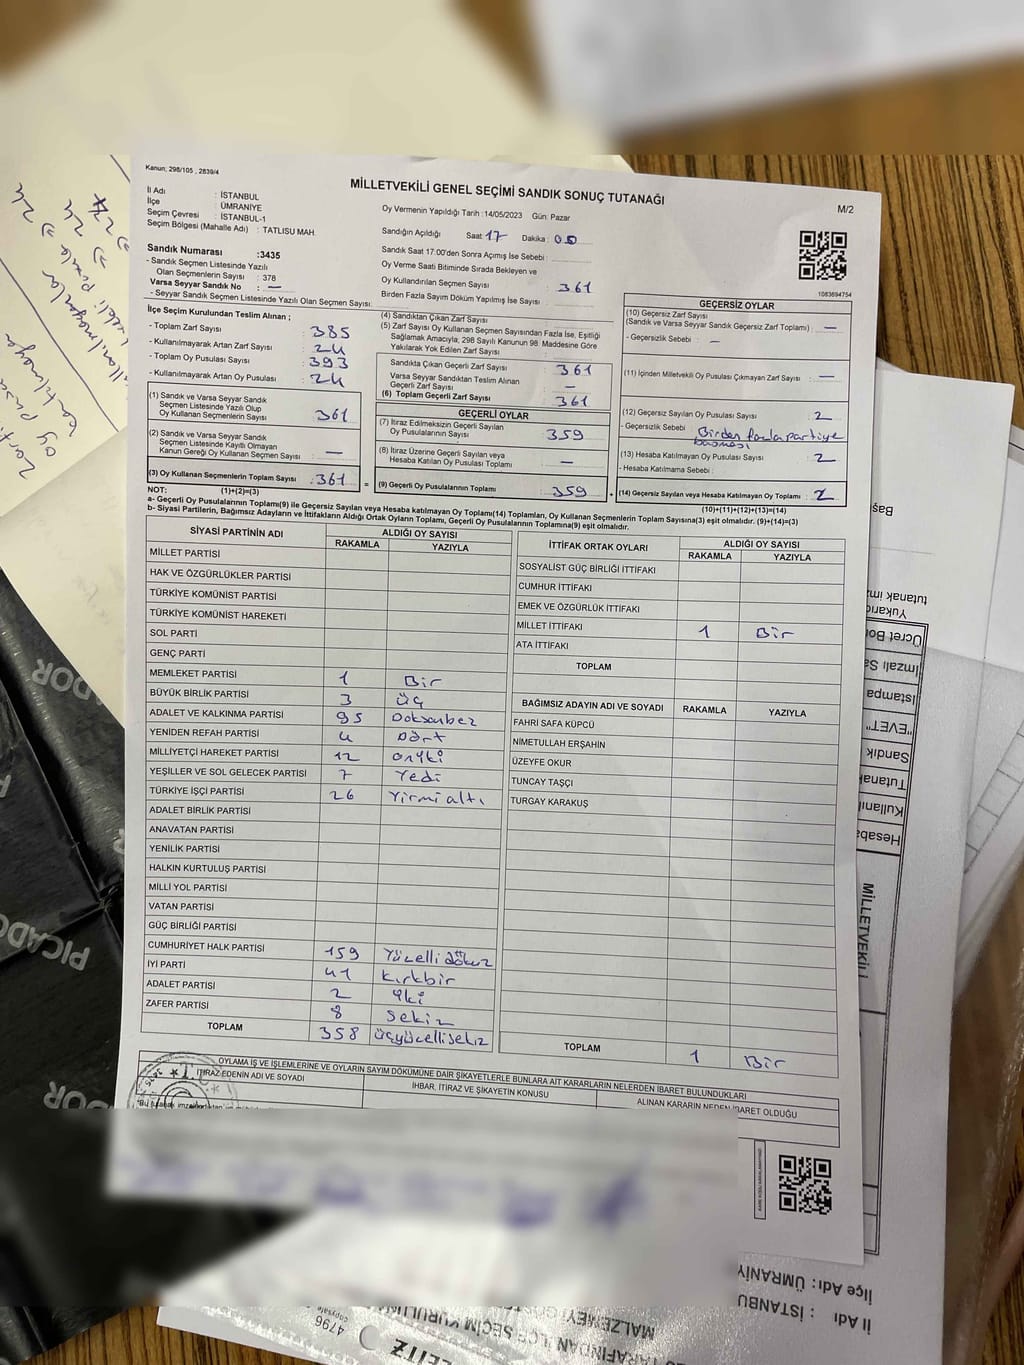 Kanun; 298/105 , 2839/4
MİLLETVEKİLİ GENEL SEÇİMİ SANDIK SONUÇ TUTANAĞI
M/2
İl Adı : İSTANBUL
İlçe : ÜMRANİYE
Seçim Çevresi : İSTANBUL-1
Seçim Bölgesi (Mahalle Adı) : TATLISU MAH.
Sandık Numarası :3435
- Sandık Seçmen Listesinde Yazılı
Olan Seçmenlerin Sayısı : 378
Varsa Seyyar Sandık No : —
- Seyyar Sandık Seçmen Listesinde Yazılı Olan Seçmen Sayısı:
Oy Vermenin Yapıldığı Tarih :14/05/2023 Gün: Pazar
Sandığın Açıldığı Saat 17 Dakika: 00
Sandık Saat 17.00'den Sonra Açımış İse Sebebi :
Oy Verme Saati Bitiminde Sırada Bekleyen ve
Oy Kullandırılan Seçmen Sayısı : 361
Birden Fazla Sayım Döküm Yapılmış İse Sayısı :
1083694754
İlçe Seçim Kurulundan Teslim Alınan ;
- Toplam Zarf Sayısı : 385
- Kullanılmayarak Artan Zarf Sayısı : 24
- Toplam Oy Pusulası Sayısı : 393
- Kullanılmayarak Artan Oy Pusulası : 24
(1) Sandık ve Varsa Seyyar Sandık
Seçmen Listesinde Yazılı Olup
Oy Kullanan Seçmenlerin Sayısı : 361
(2) Sandık ve Varsa Seyyar Sandık
Seçmen Listesinde Kayıtlı Olmayan
Kanun Gereği Oy Kullanan Seçmen Sayısı : —
(3) Oy Kullanan Seçmenlerin Toplam Sayısı : 361
(1)+(2)=(3)
(4) Sandıktan Çıkan Zarf Sayısı :
(5) Zarf Sayısı Oy Kullanan Seçmen Sayısından Fazla İse, Eşitliği
Sağlamak Amacıyla; 298 Sayılı Kanunun 98. Maddesine Göre
Yakılarak Yok Edilen Zarf Sayısı :
Sandıkta Çıkan Geçerli Zarf Sayısı : 361
Varsa Seyyar Sandıktan Teslim Alınan
Geçerli Zarf Sayısı : —
(6) Toplam Geçerli Zarf Sayısı : 361
GEÇERLİ OYLAR
(7) İtiraz Edilmeksizin Geçerli Sayılan
Oy Pusulalarının Sayısı : 359
(8) İtiraz Üzerine Geçerli Sayılan veya
Hesaba Katılan Oy Pusulası Toplamı : —
= (9) Geçerli Oy Pusulalarının Toplamı : 359 +
GEÇERSİZ OYLAR
(10) Geçersiz Zarf Sayısı
(Sandık ve Varsa Seyyar Sandık Geçersiz Zarf Toplamı) : —
- Geçersizlik Sebebi : —
(11) İçinden Milletvekili Oy Pusulası Çıkmayan Zarf Sayısı : —
(12) Geçersiz Sayılan Oy Pusulası Sayısı : 2
- Geçersizlik Sebebi : Birden fazla partiye
basması
(13) Hesaba Katılmayan Oy Pusulası Sayısı : 2
- Hesaba Katılmama Sebebi :
(14) Geçersiz Sayılan veya Hesaba Katılmayan Oy Toplamı : 2
(10)+(11)+(12)+(13)=(14)
NOT:
a- Geçerli Oy Pusulalarının Toplamı(9) ile Geçersiz Sayılan veya Hesaba katılmayan Oy Toplamı(14) Toplamları, Oy Kullanan Seçmenlerin Toplam Sayısına(3) eşit olmalıdır. (9)+(14)=(3)
b- Siyasi Partilerin, Bağımsız Adayların ve İttifakların Aldığı Ortak Oyların Toplamı, Geçerli Oy Pusulalarının Toplamına(9) eşit olmalıdır.
SİYASİ PARTİNİN ADI ALDIĞI OY SAYISI
RAKAMLA YAZIYLA
MİLLET PARTİSİ
HAK VE ÖZGÜRLÜKLER PARTİSİ
TÜRKİYE KOMÜNİST PARTİSİ
TÜRKİYE KOMÜNİST HAREKETİ
SOL PARTİ
GENÇ PARTİ
MEMLEKET PARTİSİ 1 Bir
BÜYÜK BİRLİK PARTİSİ 3 üç
ADALET VE KALKINMA PARTİSİ 95 Doksanbeş
YENİDEN REFAH PARTİSİ 4 Dört
MİLLİYETÇİ HAREKET PARTİSİ 12 oniki
YEŞİLLER VE SOL GELECEK PARTİSİ 7 Yedi
TÜRKİYE İŞÇİ PARTİSİ 26 Yirmialtı
ADALET BİRLİK PARTİSİ
ANAVATAN PARTİSİ
YENİLİK PARTİSİ
HALKIN KURTULUŞ PARTİSİ
MİLLİ YOL PARTİSİ
VATAN PARTİSİ
GÜÇ BİRLİĞİ PARTİSİ
CUMHURİYET HALK PARTİSİ 159 Yüzellidokuz
İYİ PARTİ 41 kırkbir
ADALET PARTİSİ 2 iki
ZAFER PARTİSİ 8 Sekiz
TOPLAM 358 üçyüzellisekiz
İTTİFAK ORTAK OYLARI ALDIĞI OY SAYISI
RAKAMLA YAZIYLA
SOSYALİST GÜÇ BİRLİĞİ İTTİFAKI
CUMHUR İTTİFAKI
EMEK VE ÖZGÜRLÜK İTTİFAKI
MİLLET İTTİFAKI 1 Bir
ATA İTTİFAKI
TOPLAM
BAĞIMSIZ ADAYIN ADI VE SOYADI RAKAMLA YAZIYLA
FAHRİ SAFA KÜPCÜ
NİMETULLAH ERŞAHİN
ÜZEYFE OKUR
TUNCAY TAŞÇI
TURGAY KARAKUŞ
TOPLAM 1 Bir
OYLAMA İŞ VE İŞLEMLERİNE VE OYLARIN SAYIM DÖKÜMÜNE DAİR ŞİKAYETLERLE BUNLARA AİT KARARLARIN NELERDEN İBARET BULUNDUKLARI
İTİRAZ EDENİN ADI VE SOYADI
İHBAR, İTİRAZ VE ŞİKAYETİN KONUSU
ALINAN KARARIN NEDEN İBARET OLDUĞU
Baş
tutanak imz
Yukarıd
Ücret Bor
İmzalı Sa
Istampa
"EVET"
Sandık
Tutanak
Kullanıl
Hesaba
MİLLETVEKİLİ
İl Adı : İSTANBUL
İlçe Adı: ÜMRANİY
TARAFINDAN İLÇE SEÇİM KURULU
MALZEMEYİ
LEITZ
4796
copysafe
PICADOR